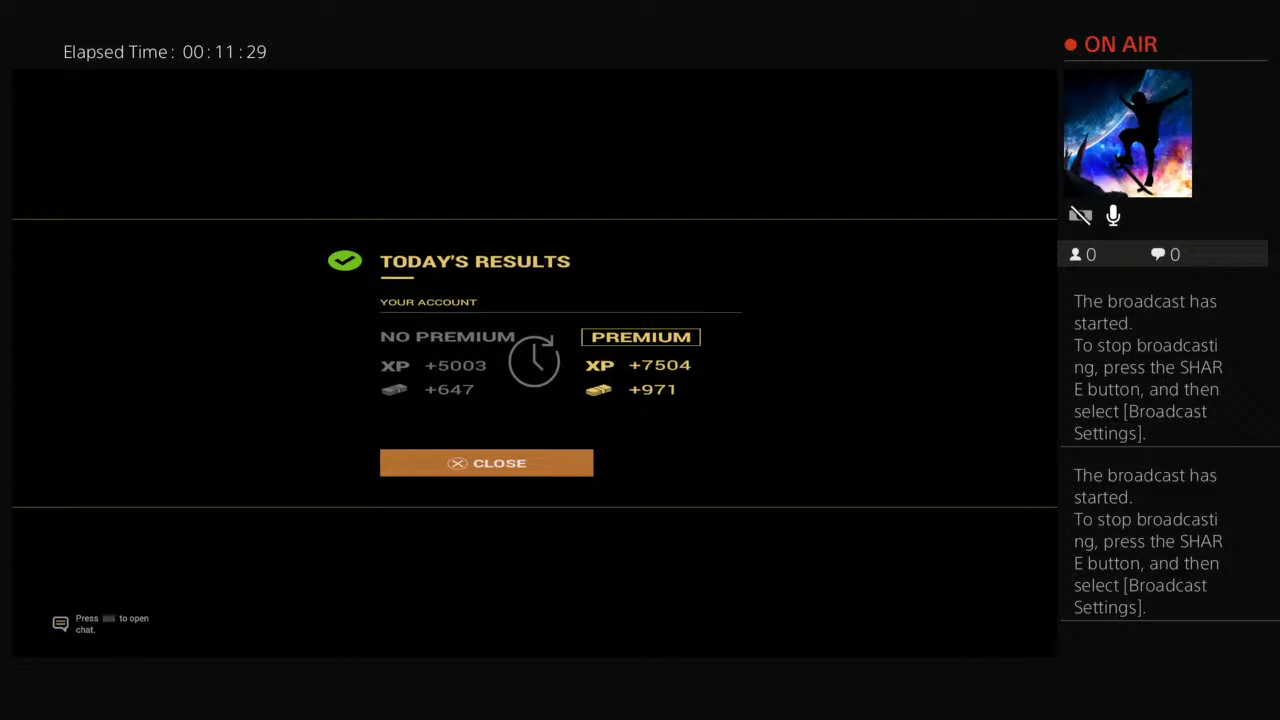 Elapsed Time: 00:11:29
ON AIR
0 0
TODAY'S RESULTS
YOUR ACCOUNT
NO PREMIUM PREMIUM
XP +5003 XP +7504
+647 +971
CLOSE
Press to open
chat.
The broadcast has
started.
To stop broadcasti
ng, press the SHAR
E button, and then
select [Broadcast
Settings].
The broadcast has
started.
To stop broadcasti
ng, press the SHAR
E button, and then
select [Broadcast
Settings].